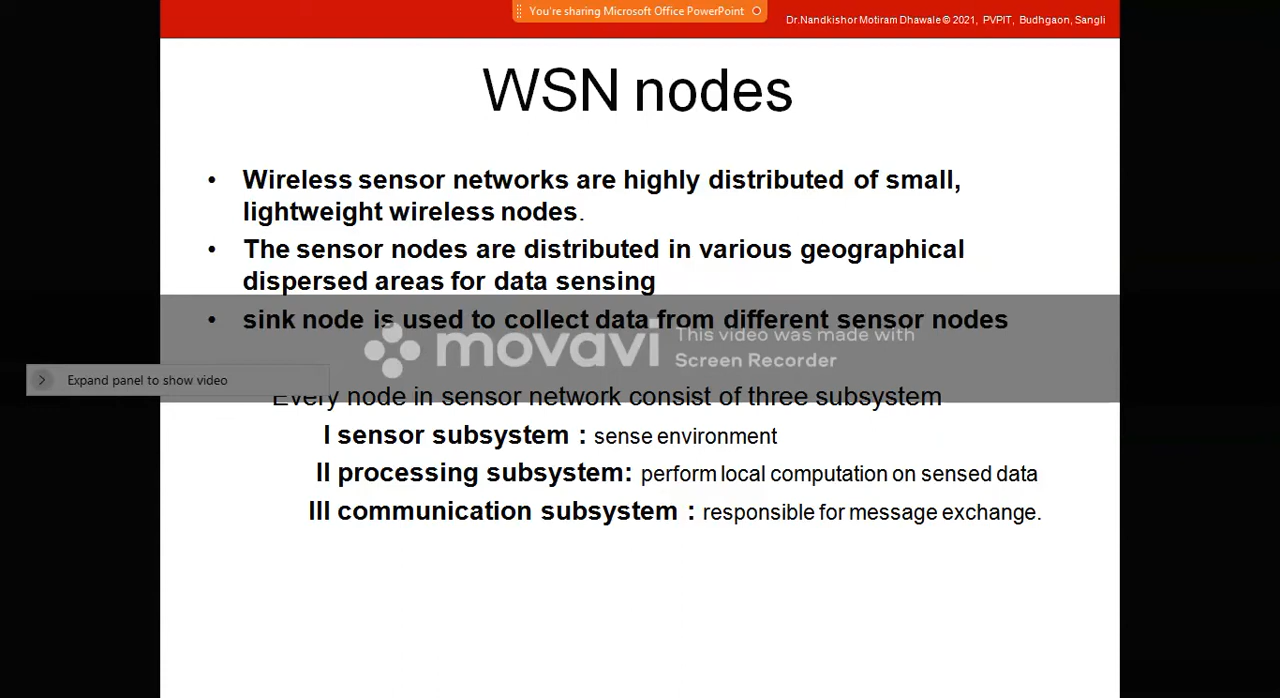 You're sharing Microsoft Office PowerPoint
Dr.Nandkishor Motiram Dhawale © 2021, PVPIT, Budhgaon, Sangli
WSN nodes
• Wireless sensor networks are highly distributed of small,
lightweight wireless nodes.
• The sensor nodes are distributed in various geographical
dispersed areas for data sensing
• sink node is used to collect data from different sensor nodes
movavi
This video was made with
Screen Recorder
Expand panel to show video
Every node in sensor network consist of three subsystem
I sensor subsystem : sense environment
II processing subsystem: perform local computation on sensed data
III communication subsystem : responsible for message exchange.